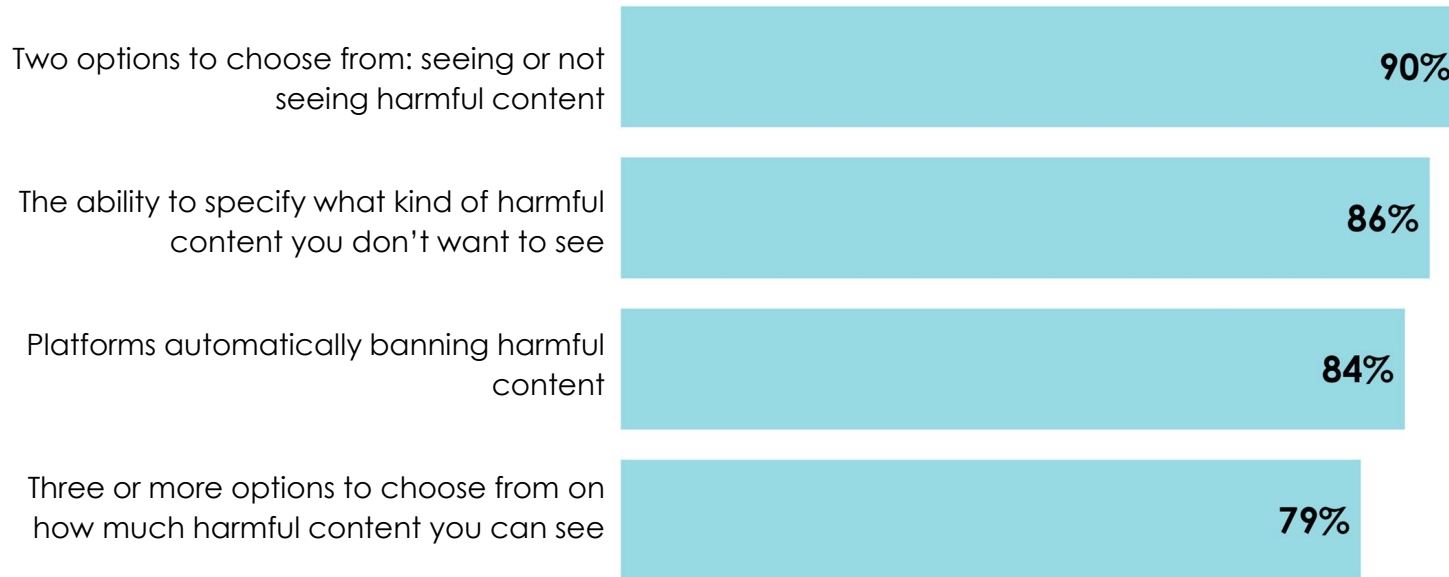 Two options to choose from: seeing or not
seeing harmful content
90%
The ability to specify what kind of harmful
content you don’t want to see
86%
Platforms automatically banning harmful
content
84%
Three or more options to choose from on
how much harmful content you can see
79%